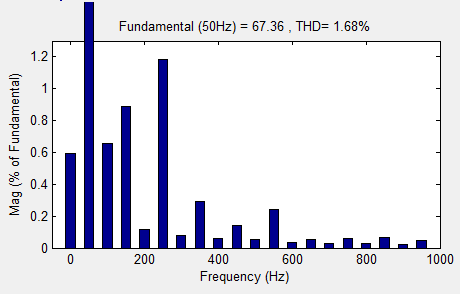 Fundamental (50Hz) = 67.36 , THD= 1.68%
1.2
1
0.8
0.6
0.4
0.2
0
Mag (% of Fundamental)
0 200 400 600 800 1000
Frequency (Hz)